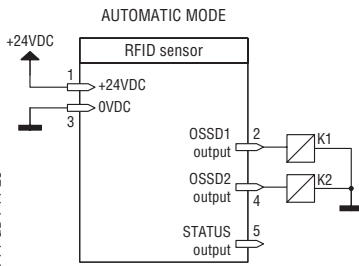 AUTOMATIC MODE
+24VDC
RFID sensor
1
+24VDC
0VDC
3
OSSD1
output
2
K1
OSSD2
output
K2
4
STATUS
output
5